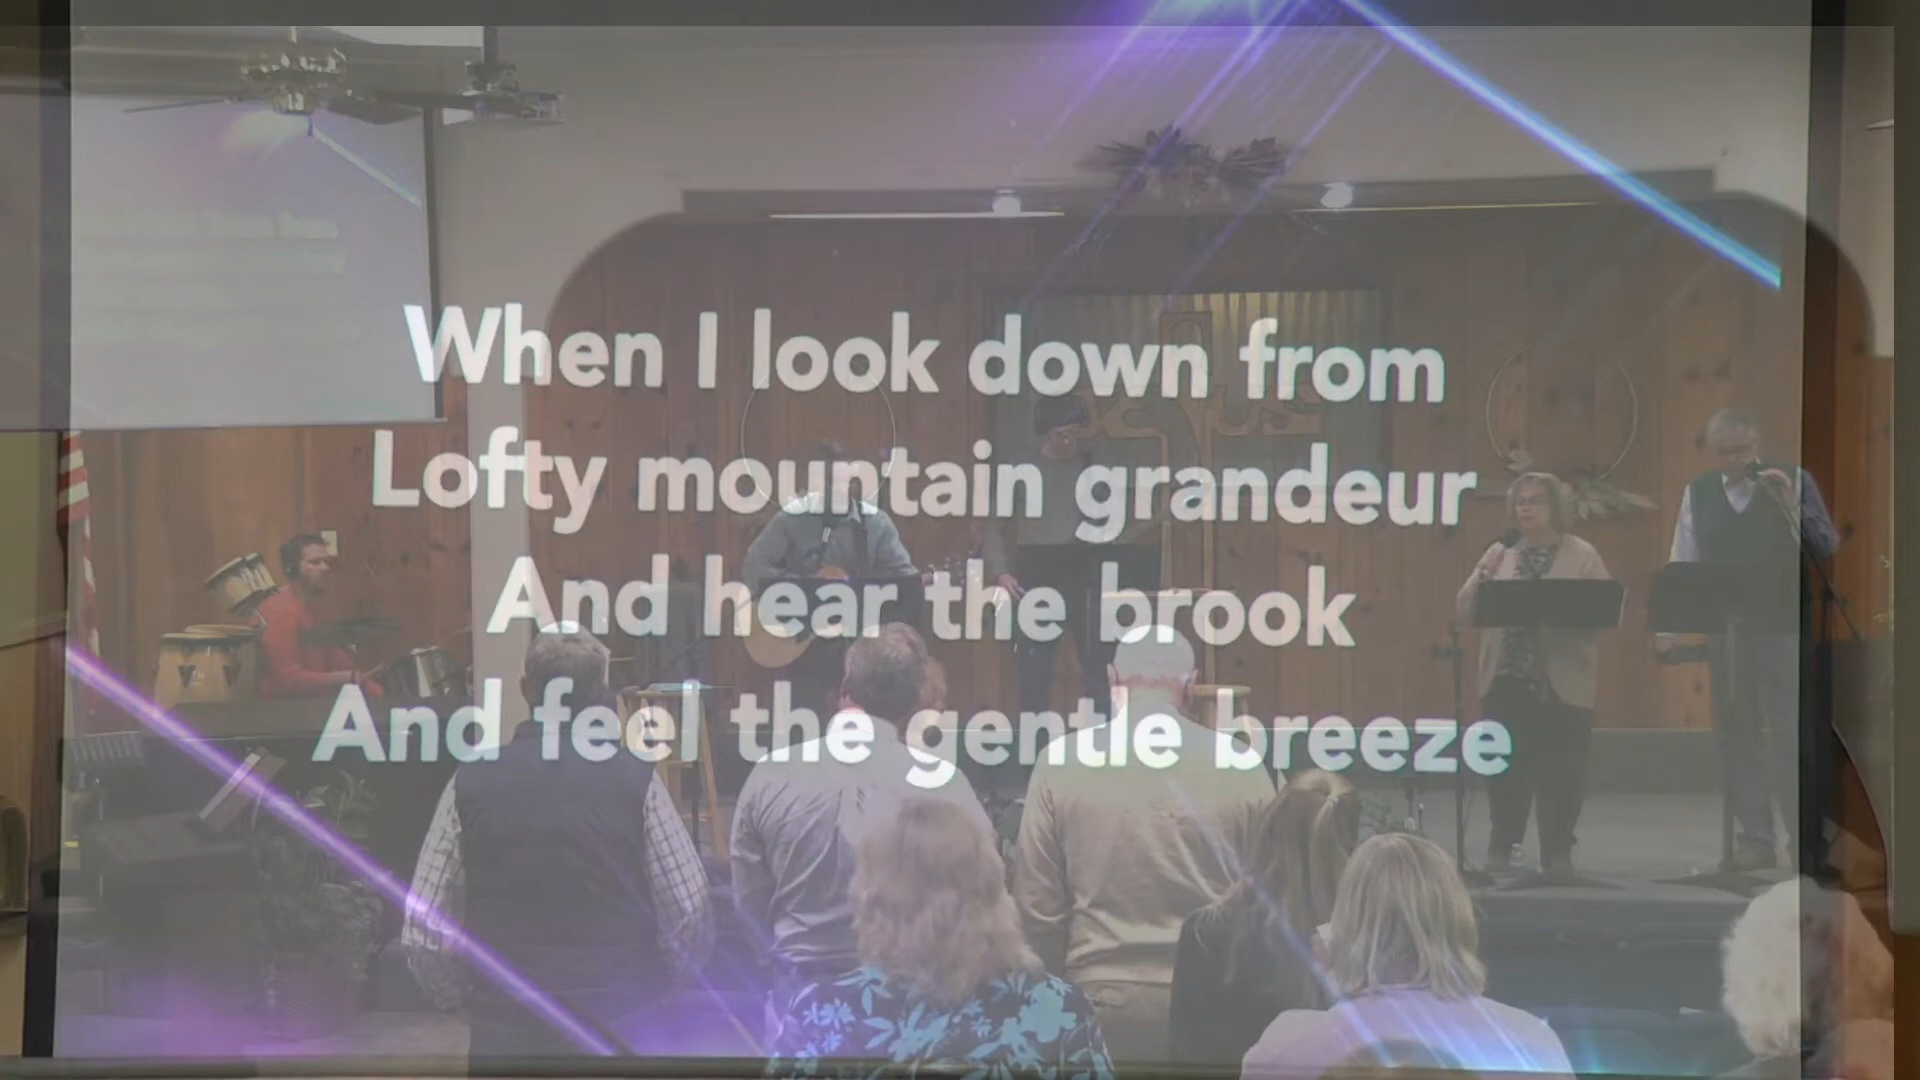 When I look down from
Lofty mountain grandeur
And hear the brook
And feel the gentle breeze